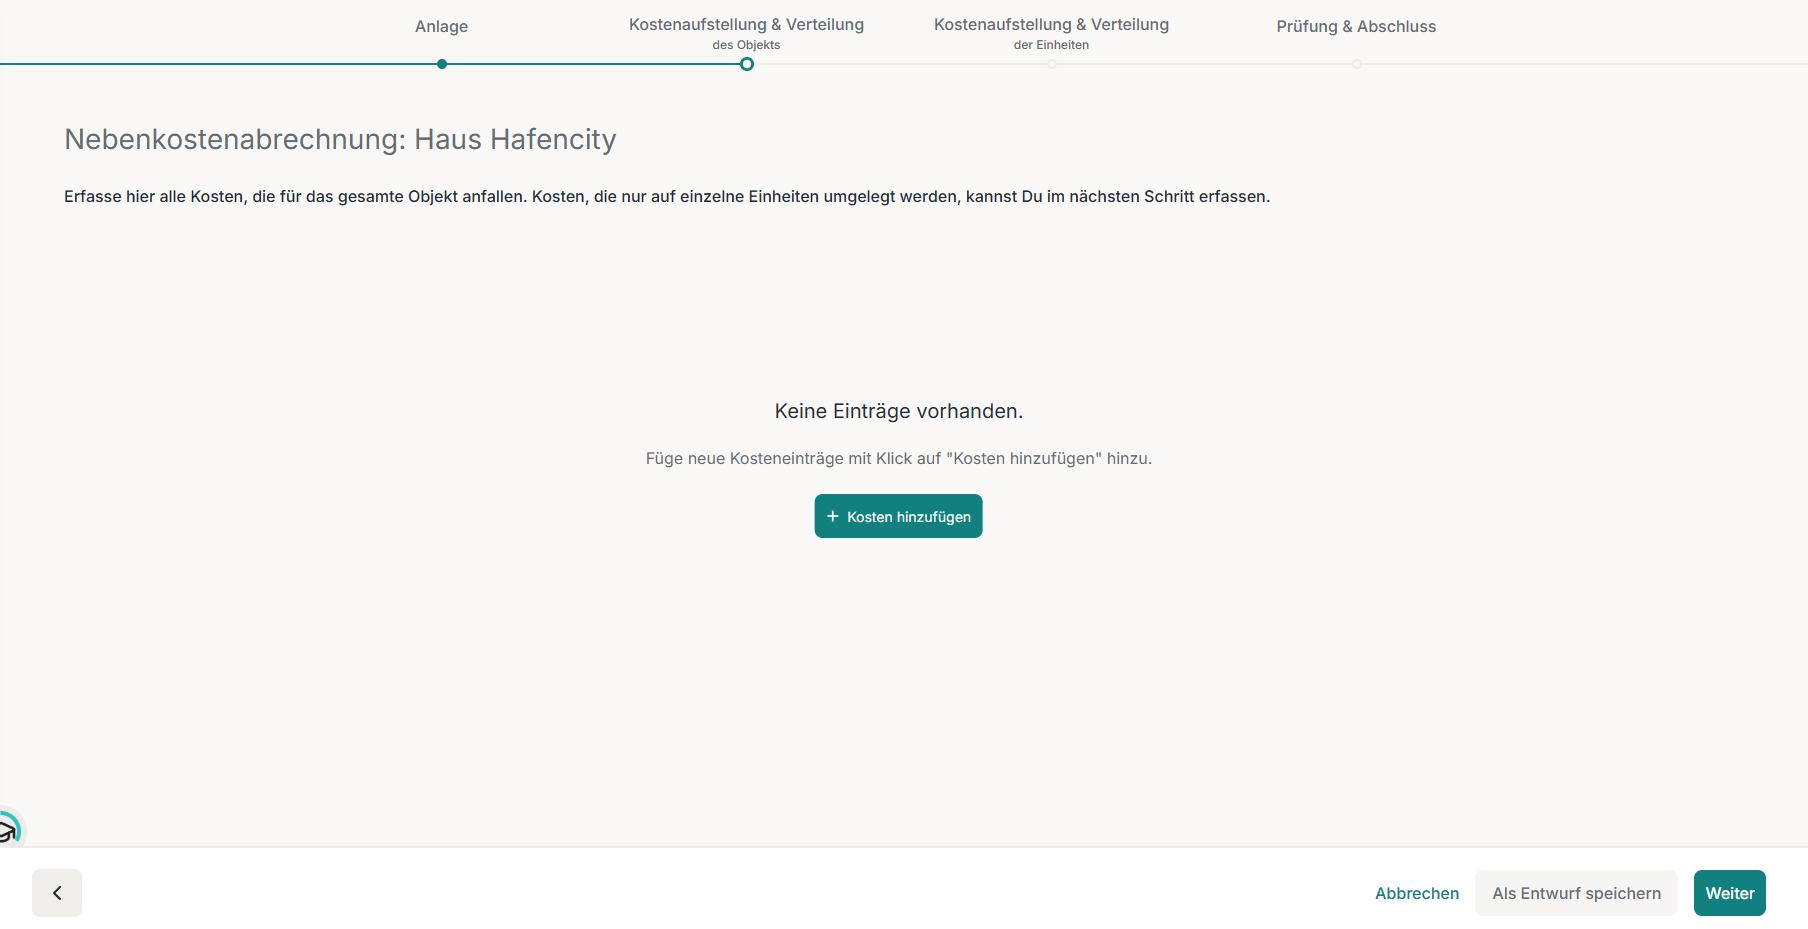 Anlage
Kostenaufstellung & Verteilung
des Objekts
Kostenaufstellung & Verteilung
der Einheiten
Prüfung & Abschluss
Nebenkostenabrechnung: Haus Hafencity
Erfasse hier alle Kosten, die für das gesamte Objekt anfallen. Kosten, die nur auf einzelne Einheiten umgelegt werden, kannst Du im nächsten Schritt erfassen.
Keine Einträge vorhanden.
Füge neue Kosteneinträge mit Klick auf "Kosten hinzufügen" hinzu.
+ Kosten hinzufügen
Abbrechen
Als Entwurf speichern
Weiter